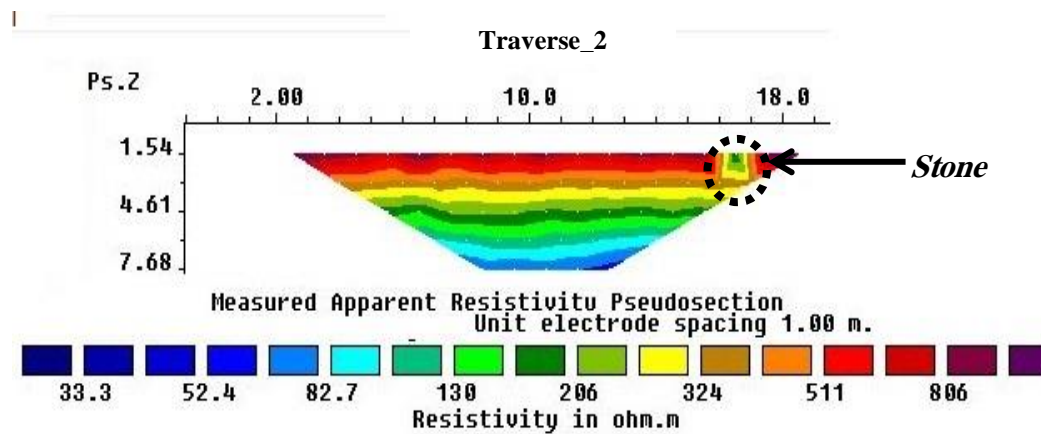 Traverse_2
Ps.Z
2.00 10.0 18.0
1.54
Stone
4.61
7.68
Measured Apparent Resistivitu Pseudosection
Unit electrode spacing 1.00 m.
33.3 52.4 82.7 130 206 324 511 806
Resistivity in ohm.m